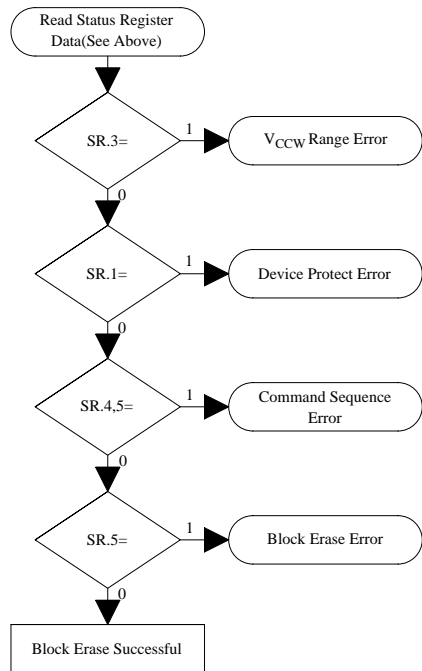 Read Status Register
Data(See Above)
SR.3=
1
VCCW Range Error
0
SR.1=
1
Device Protect Error
0
SR.4,5=
1
Command Sequence
Error
0
SR.5=
1
Block Erase Error
0
Block Erase Successful